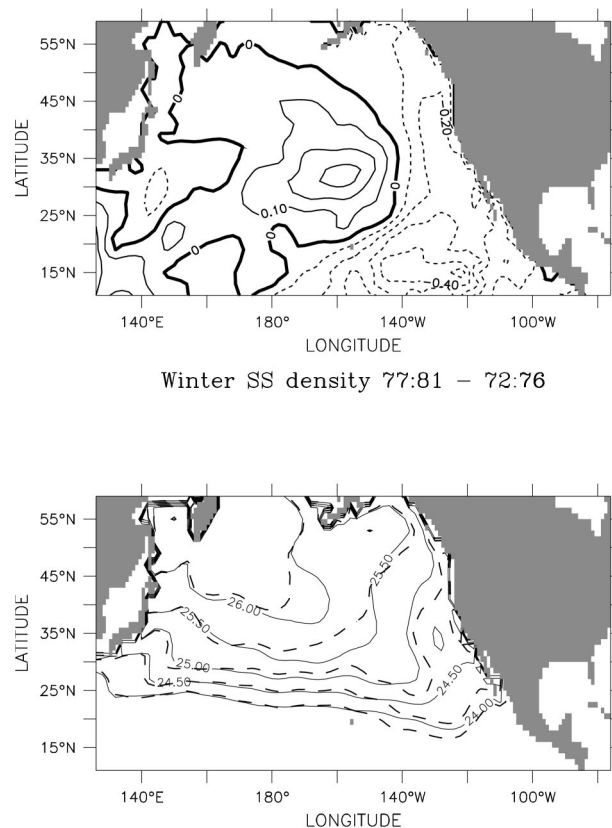 55°N
45°N
35°N
25°N
15°N
LATITUDE
0
0
0
0
0
0.10
0.20
0.40
140°E
180°
140°W
100°W
LONGITUDE
Winter SS density 77:81 – 72:76
55°N
45°N
35°N
25°N
15°N
LATITUDE
25.50
26.00
25.50
25.00
24.50
24.50
24.00
140°E
180°
140°W
100°W
LONGITUDE